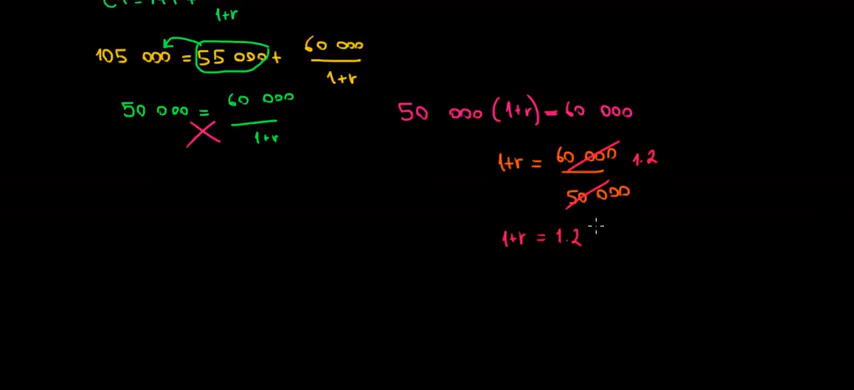 1+r
105 000 = 55 000 + 60 000 / 1+r
50 000 = 60 000 / 1+r
50 000 (1+r) = 60 000
1+r = 60 000 / 50 000 1.2
1+r = 1.2